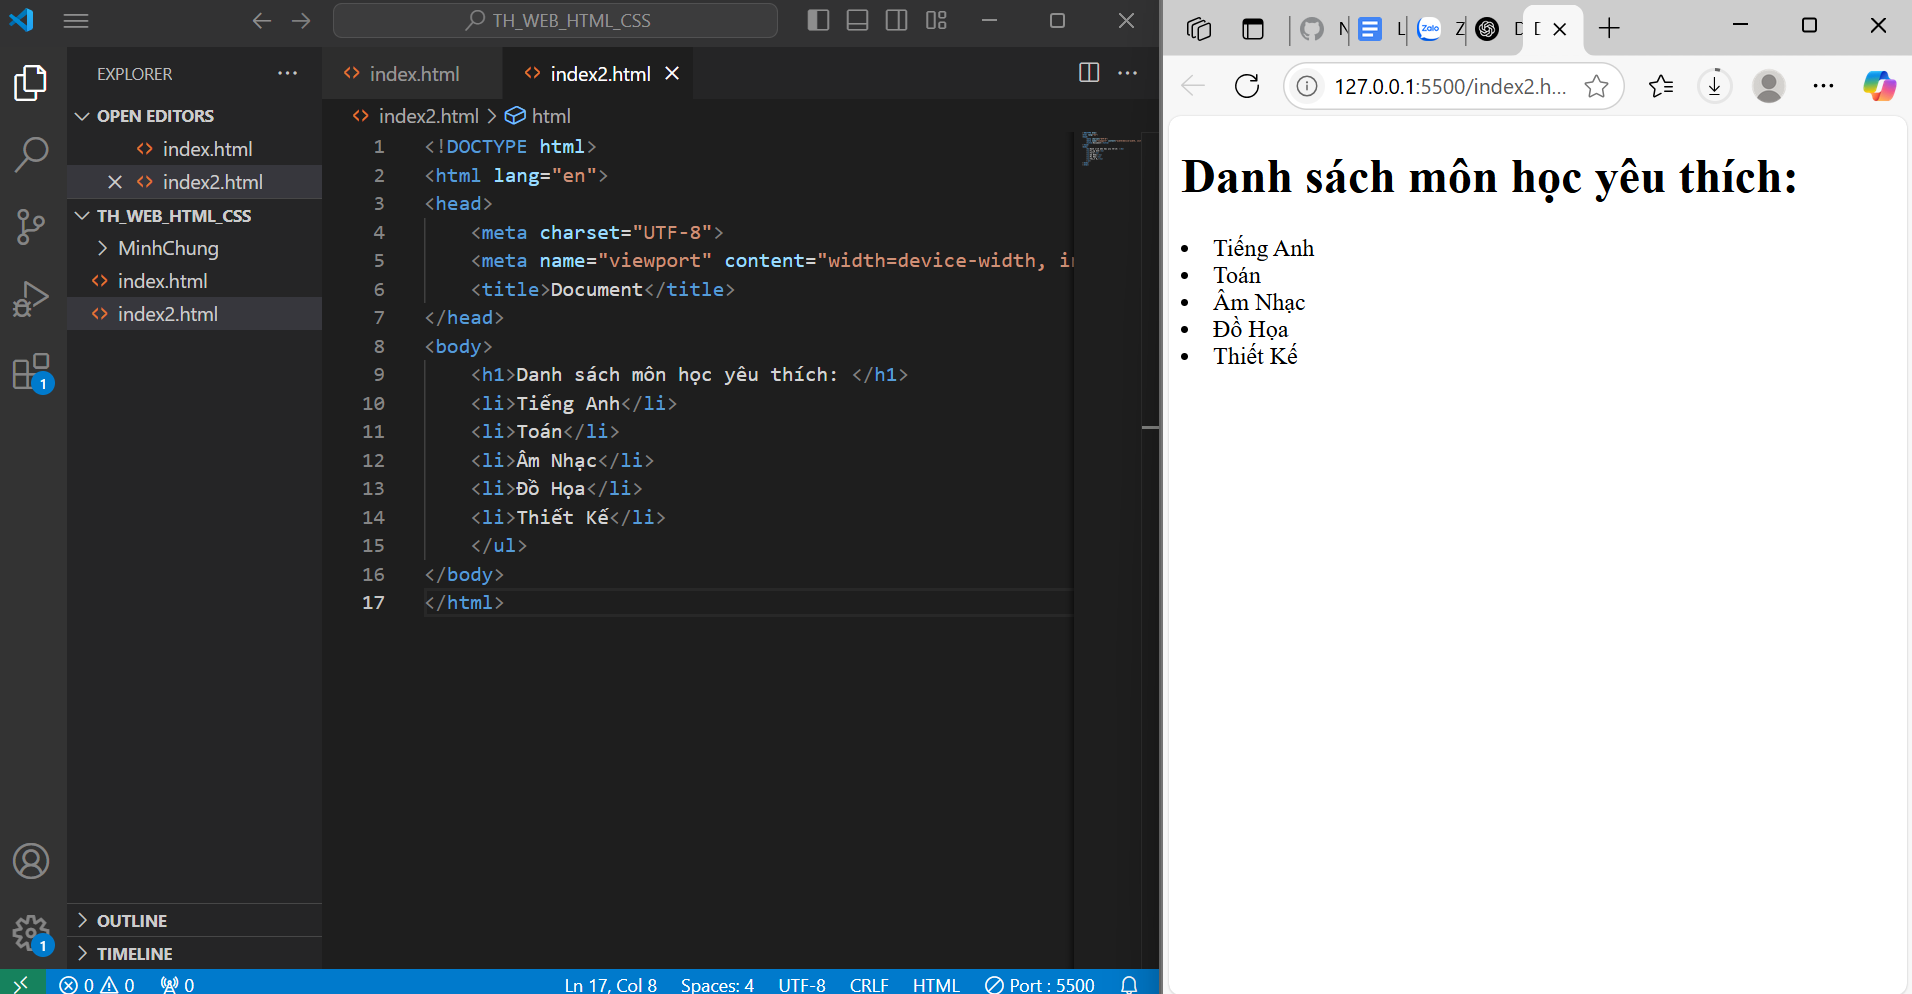 TH_WEB_HTML_CSS
EXPLORER
OPEN EDITORS
index.html
index2.html
TH_WEB_HTML_CSS
MinhChung
index.html
index2.html
1
OUTLINE
1
TIMELINE
index.html
index2.html
index2.html > html
1 <!DOCTYPE html>
2 <html lang="en">
3 <head>
4 <meta charset="UTF-8">
5 <meta name="viewport" content="width=device-width, in
6 <title>Document</title>
7 </head>
8 <body>
9 <h1>Danh sách môn học yêu thích: </h1>
10 <li>Tiếng Anh</li>
11 <li>Toán</li>
12 <li>Âm Nhạc</li>
13 <li>Đồ Họa</li>
14 <li>Thiết Kế</li>
15 </ul>
16 </body>
17 </html>
0 0 0 Ln 17, Col 8 Spaces: 4 UTF-8 CRLF HTML Port : 5500
N L Zalo Z D D
127.0.0.1:5500/index2.h...
Danh sách môn học yêu thích:
• Tiếng Anh
• Toán
• Âm Nhạc
• Đồ Họa
• Thiết Kế